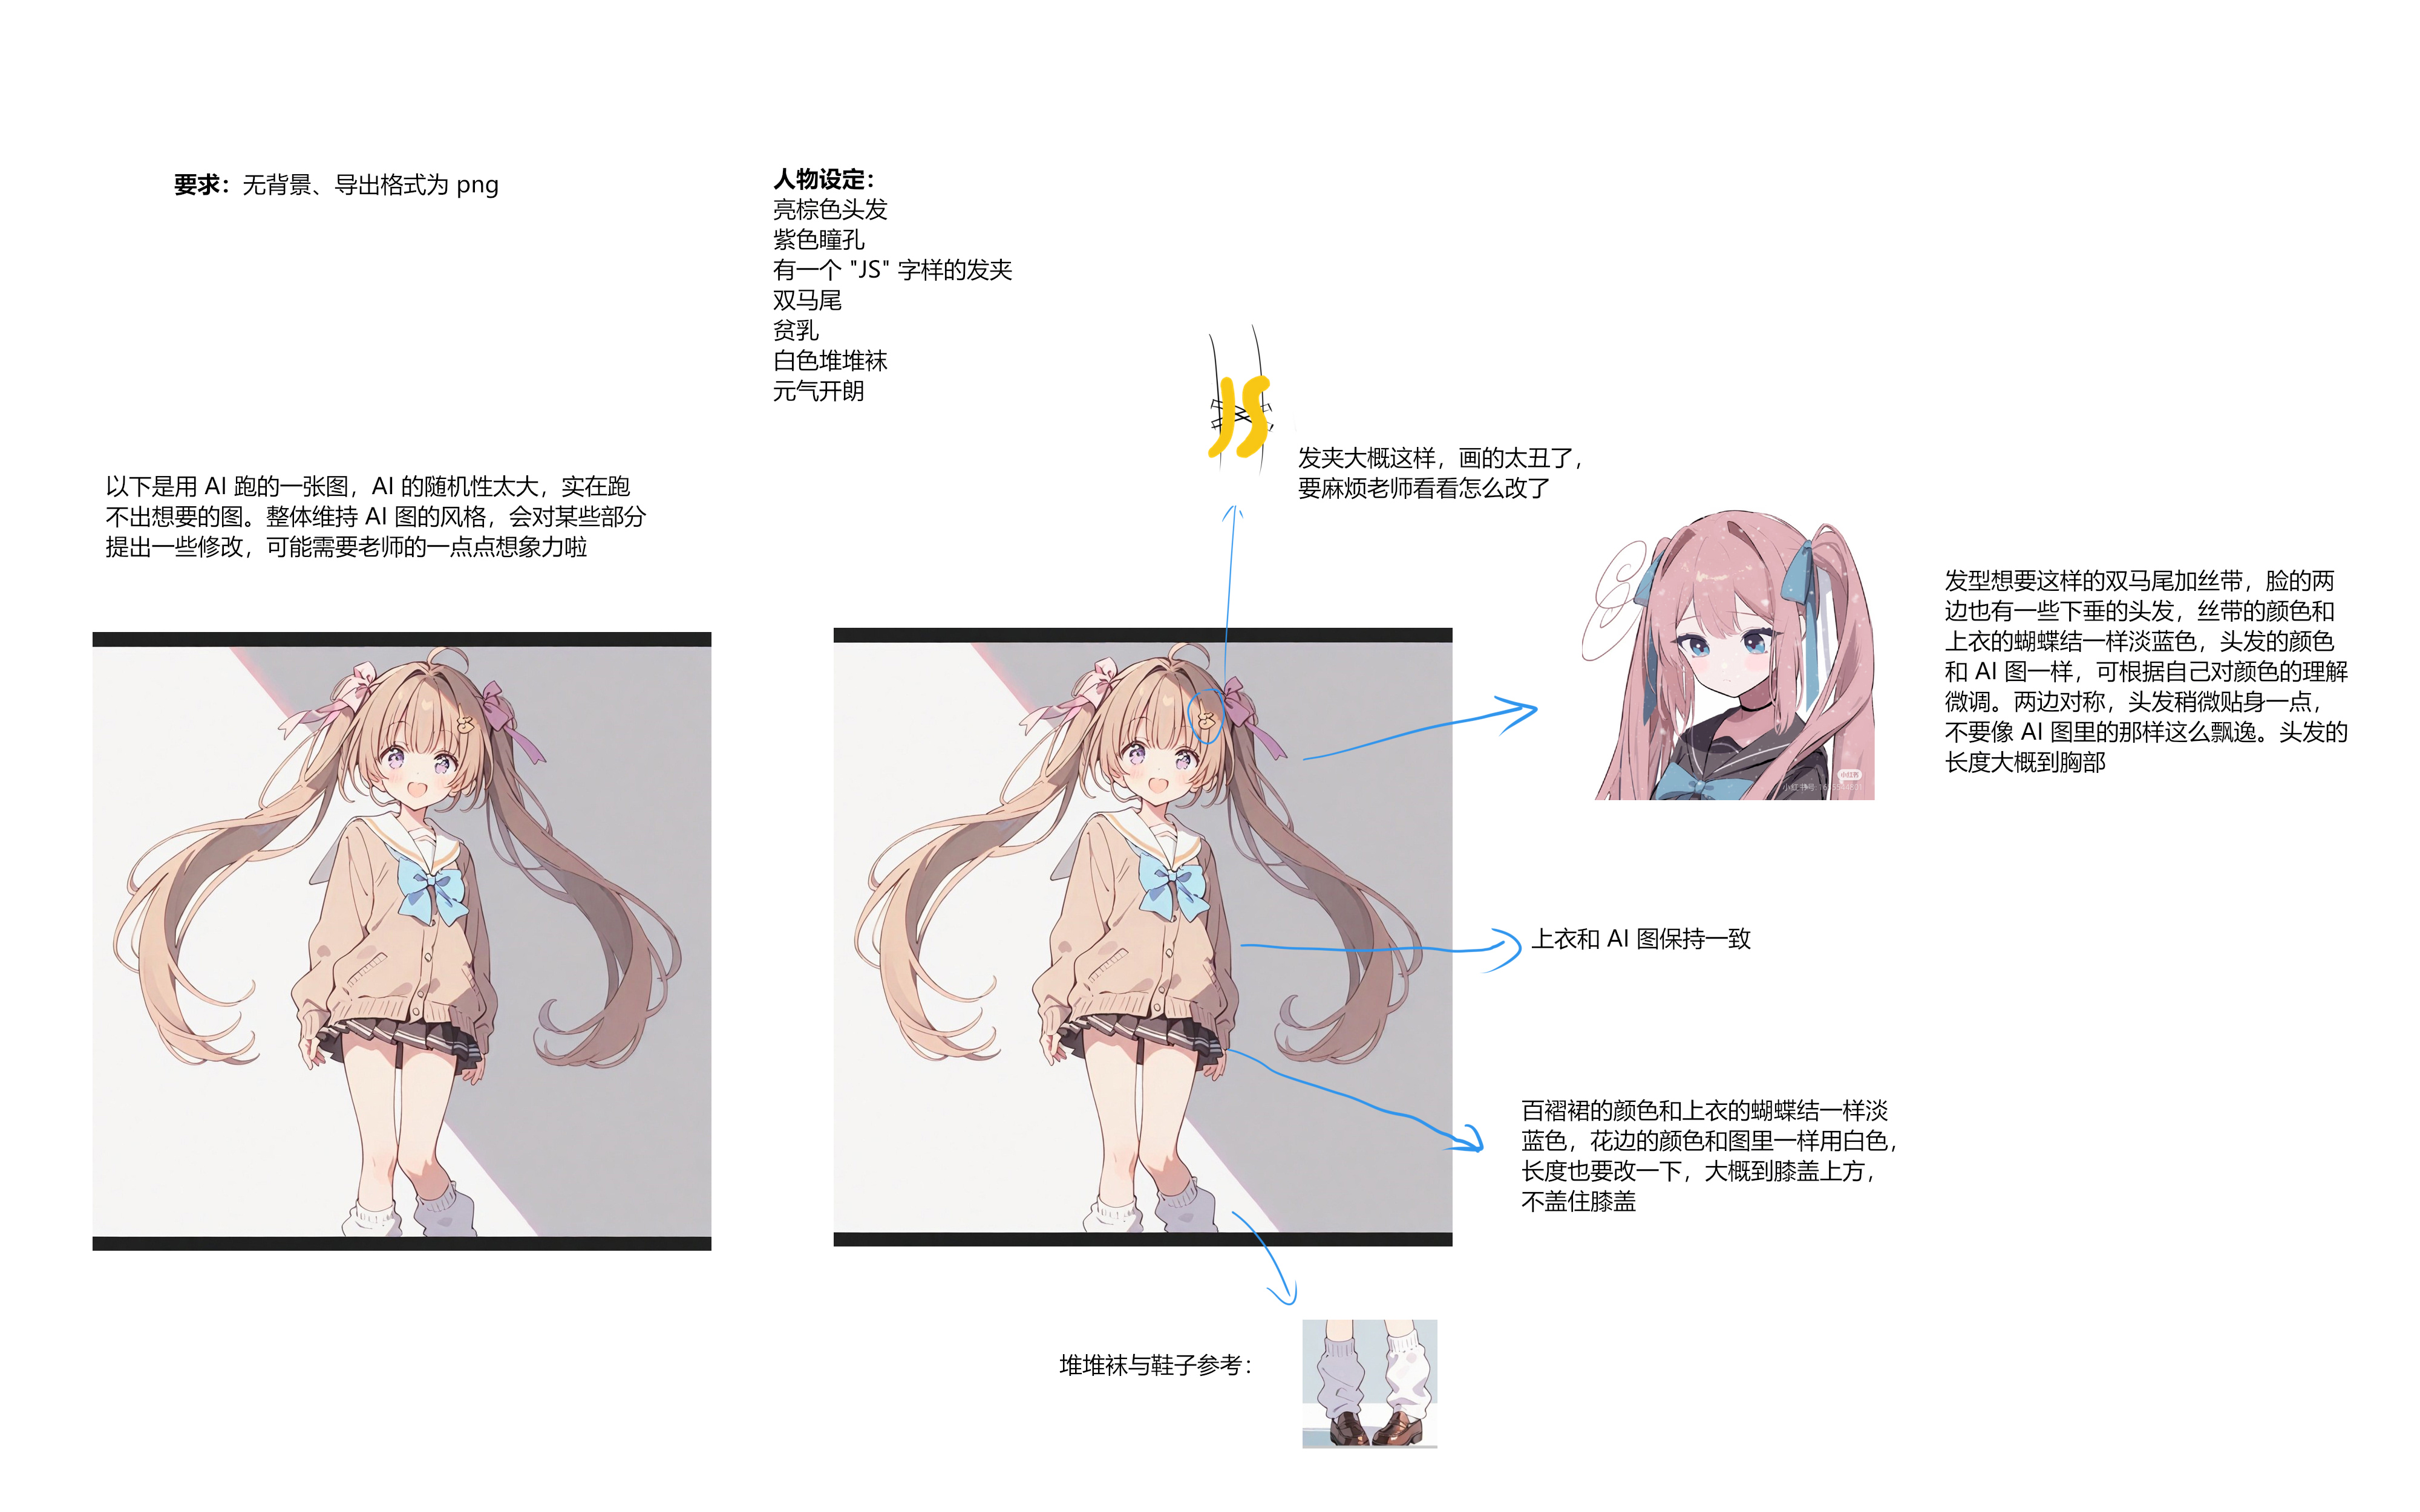 要求：无背景、导出格式为 png
人物设定：
亮棕色头发
紫色瞳孔
有一个 "JS" 字样的发夹
双马尾
贫乳
白色堆堆袜
元气开朗
JS
发夹大概这样，画的太丑了，
要麻烦老师看看怎么改了
以下是用 AI 跑的一张图，AI 的随机性太大，实在跑
不出想要的图。整体维持 AI 图的风格，会对某些部分
提出一些修改，可能需要老师的一点点想象力啦
发型想要这样的双马尾加丝带，脸的两
边也有一些下垂的头发，丝带的颜色和
上衣的蝴蝶结一样淡蓝色，头发的颜色
和 AI 图一样，可根据自己对颜色的理解
微调。两边对称，头发稍微贴身一点，
不要像 AI 图里的那样这么飘逸。头发的
长度大概到胸部
小红书
小红书号:
上衣和 AI 图保持一致
百褶裙的颜色和上衣的蝴蝶结一样淡
蓝色，花边的颜色和图里一样用白色，
长度也要改一下，大概到膝盖上方，
不盖住膝盖
堆堆袜与鞋子参考：